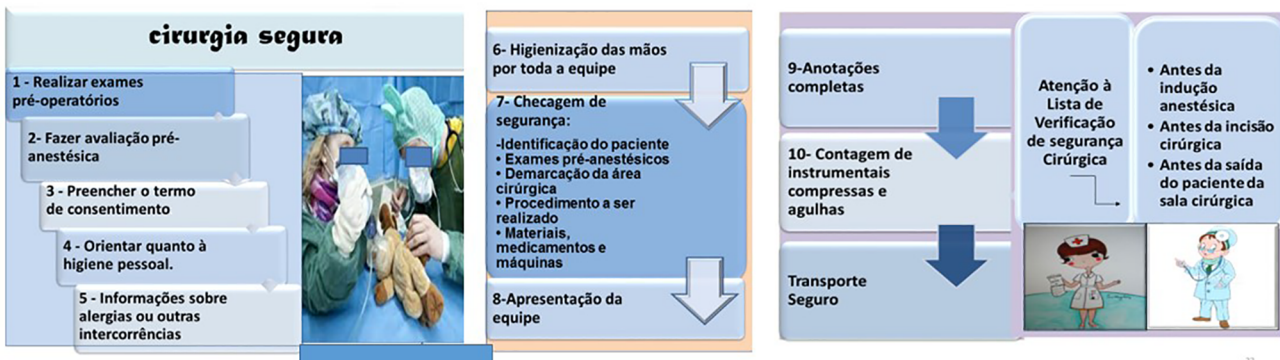 cirurgia segura
1 - Realizar exames
pré-operatórios
2- Fazer avaliação pré-
anestésica
3 - Preencher o termo
de consentimento
4 - Orientar quanto à
higiene pessoal.
5 - Informações sobre
alergias ou outras
intercorrências
6- Higienização das mãos
por toda a equipe
7- Checagem de
segurança:
-Identificação do paciente
• Exames pré-anestésicos
• Demarcação da área
cirúrgica
• Procedimento a ser
realizado
• Materiais,
medicamentos e
máquinas
8-Apresentação da
equipe
9-Anotações
completas
10- Contagem de
instrumentais
compressas e
agulhas
Transporte
Seguro
Atenção à
Lista de
Verificação
de segurança
Cirúrgica
• Antes da
indução
anestésica
• Antes da incisão
cirúrgica
• Antes da saída
do paciente da
sala cirúrgica